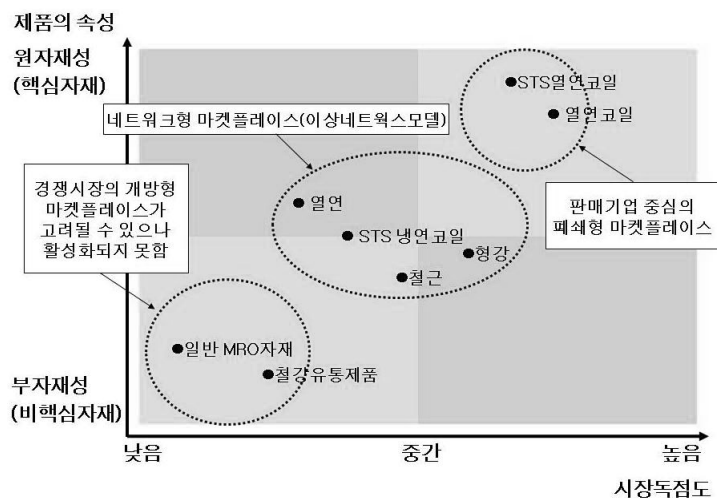 제품의 속성
원자재성
(핵심자재)
STS열연코일
열연코일
네트워크형 마켓플레이스(이상네트웍스모델)
경쟁시장의 개방형
마켓플레이스가
고려될 수 있으나
활성화되지 못함
판매기업 중심의
폐쇄형 마켓플레이스
열연
STS 냉연코일
형강
철근
일반 MRO자재
철강유통제품
부자재성
(비핵심자재)
낮음
중간
높음
시장독점도